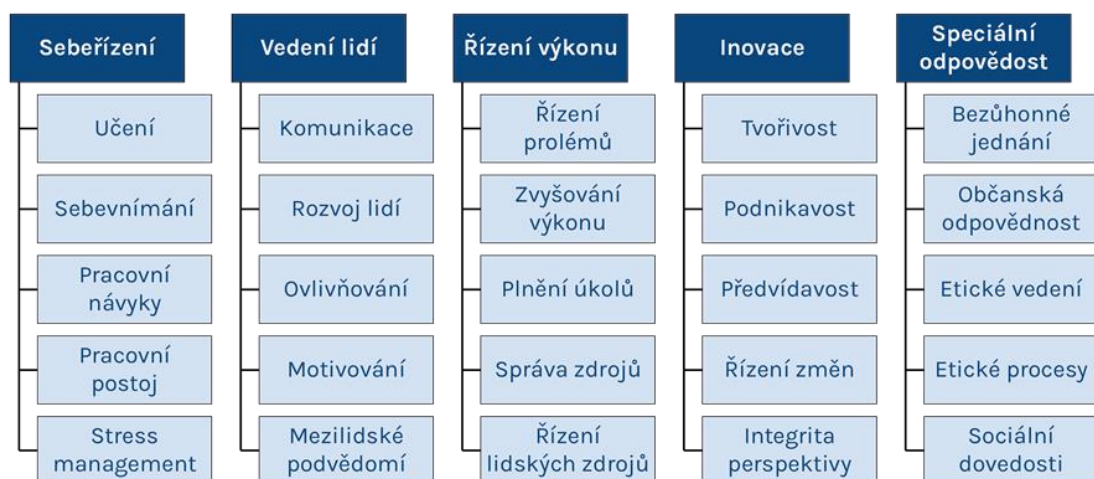 Sebeřízení
Učení
Sebevnímání
Pracovní
návyky
Pracovní
postoj
Stress
management
Vedení lidí
Komunikace
Rozvoj lidí
Ovlivňování
Motivování
Mezilidské
podvědomí
Řízení výkonu
Řízení
prolémů
Zvyšování
výkonu
Plnění úkolů
Správa zdrojů
Řízení
lidských zdrojů
Inovace
Tvořivost
Podnikavost
Předvídavost
Řízení změn
Integrita
perspektivy
Speciální
odpovědost
Bezůhonné
jednání
Občanská
odpovědnost
Etické vedení
Etické procesy
Sociální
dovedosti